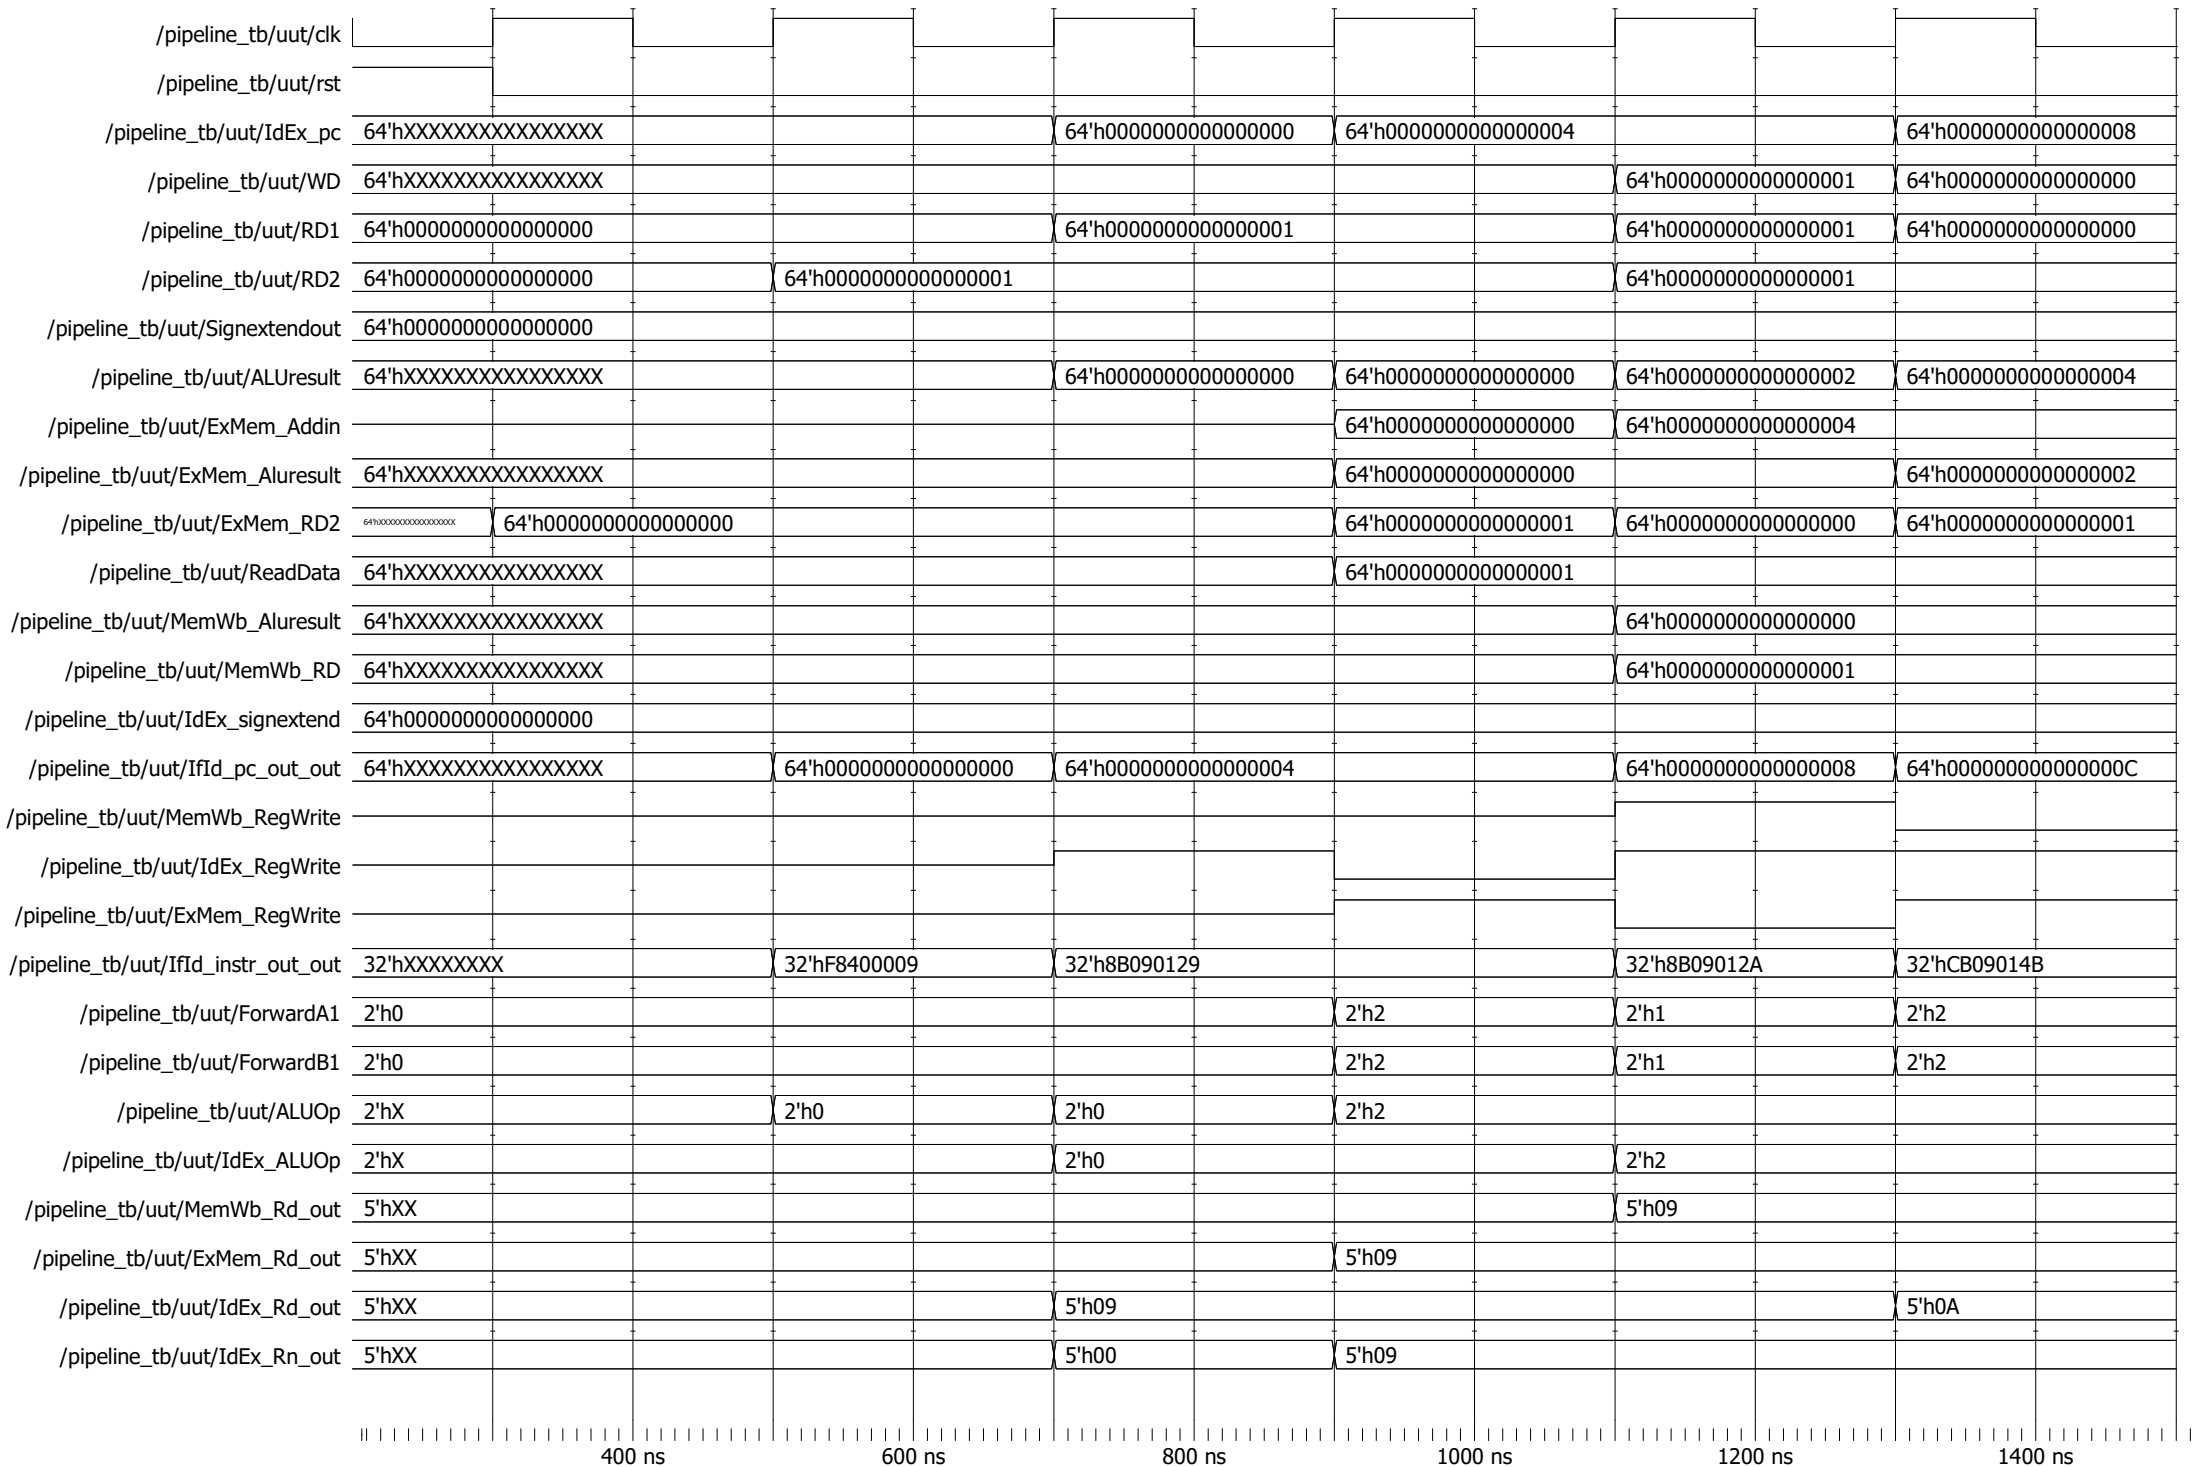 /pipeline_tb/uut/clk
/pipeline_tb/uut/rst
/pipeline_tb/uut/IdEx_pc 64'hXXXXXXXXXXXXXXXX 64'h0000000000000000 64'h0000000000000004 64'h0000000000000008
/pipeline_tb/uut/WD 64'hXXXXXXXXXXXXXXXX 64'h0000000000000001 64'h0000000000000000
/pipeline_tb/uut/RD1 64'h0000000000000000 64'h0000000000000001 64'h0000000000000001 64'h0000000000000000
/pipeline_tb/uut/RD2 64'h0000000000000000 64'h0000000000000001 64'h0000000000000001
/pipeline_tb/uut/Signextendout 64'h0000000000000000
/pipeline_tb/uut/ALUresult 64'hXXXXXXXXXXXXXXXX 64'h0000000000000000 64'h0000000000000000 64'h0000000000000002 64'h0000000000000004
/pipeline_tb/uut/ExMem_Addin 64'h0000000000000000 64'h0000000000000004
/pipeline_tb/uut/ExMem_Aluresult 64'hXXXXXXXXXXXXXXXX 64'h0000000000000000 64'h0000000000000002
/pipeline_tb/uut/ExMem_RD2 64'hXXXXXXXXXXXXXXXX 64'h0000000000000000 64'h0000000000000001 64'h0000000000000000 64'h0000000000000001
/pipeline_tb/uut/ReadData 64'hXXXXXXXXXXXXXXXX 64'h0000000000000001
/pipeline_tb/uut/MemWb_Aluresult 64'hXXXXXXXXXXXXXXXX 64'h0000000000000000
/pipeline_tb/uut/MemWb_RD 64'hXXXXXXXXXXXXXXXX 64'h0000000000000001
/pipeline_tb/uut/IdEx_signextend 64'h0000000000000000
/pipeline_tb/uut/IfId_pc_out_out 64'hXXXXXXXXXXXXXXXX 64'h0000000000000000 64'h0000000000000004 64'h0000000000000008 64'h000000000000000C
/pipeline_tb/uut/MemWb_RegWrite
/pipeline_tb/uut/IdEx_RegWrite
/pipeline_tb/uut/ExMem_RegWrite
/pipeline_tb/uut/IfId_instr_out_out 32'hXXXXXXXX 32'hF8400009 32'h8B090129 32'h8B09012A 32'hCB09014B
/pipeline_tb/uut/ForwardA1 2'h0 2'h2 2'h1 2'h2
/pipeline_tb/uut/ForwardB1 2'h0 2'h2 2'h1 2'h2
/pipeline_tb/uut/ALUOp 2'hX 2'h0 2'h0 2'h2
/pipeline_tb/uut/IdEx_ALUOp 2'hX 2'h0 2'h2
/pipeline_tb/uut/MemWb_Rd_out 5'hXX 5'h09
/pipeline_tb/uut/ExMem_Rd_out 5'hXX 5'h09
/pipeline_tb/uut/IdEx_Rd_out 5'hXX 5'h09 5'h0A
/pipeline_tb/uut/IdEx_Rn_out 5'hXX 5'h00 5'h09
400 ns 600 ns 800 ns 1000 ns 1200 ns 1400 ns